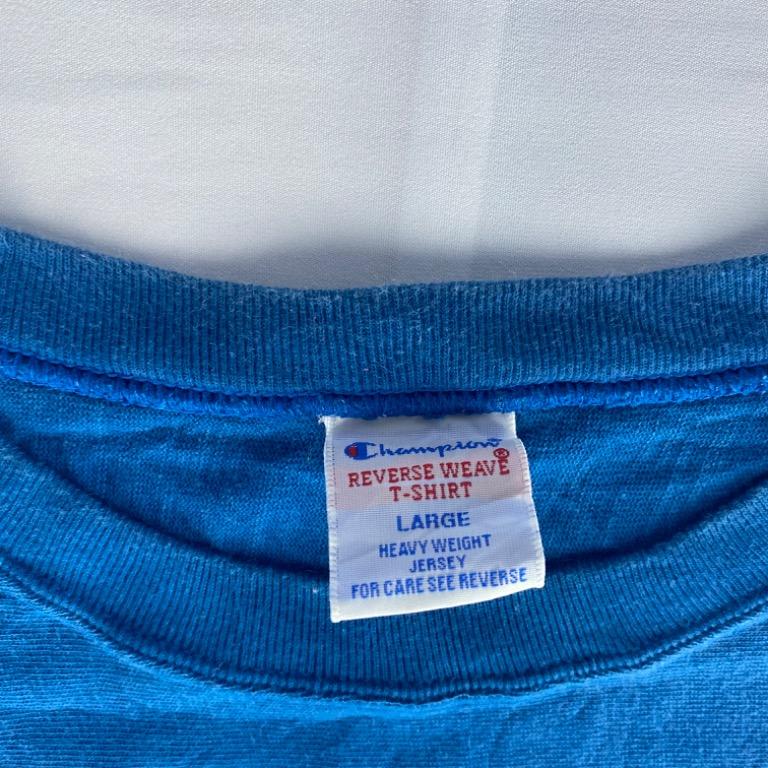 Champion®
REVERSE WEAVE
T-SHIRT
LARGE
HEAVY WEIGHT
JERSEY
FOR CARE SEE REVERSE